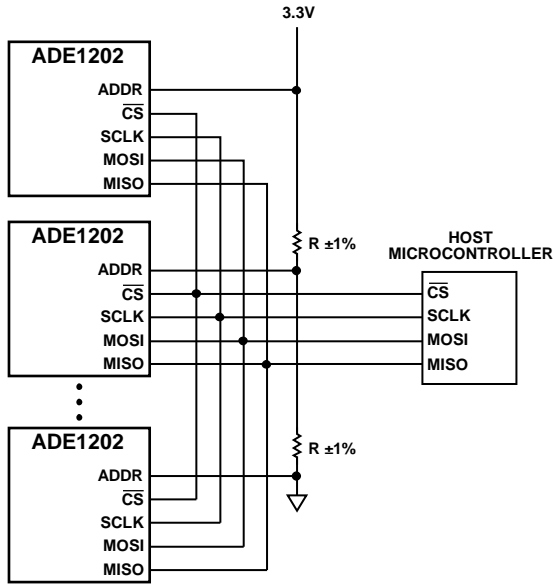 3.3V
ADE1202
ADDR
CS
SCLK
MOSI
MISO
R ±1%
ADE1202
ADDR
CS
SCLK
MOSI
MISO
HOST
MICROCONTROLLER
CS
SCLK
MOSI
MISO
R ±1%
ADE1202
ADDR
CS
SCLK
MOSI
MISO